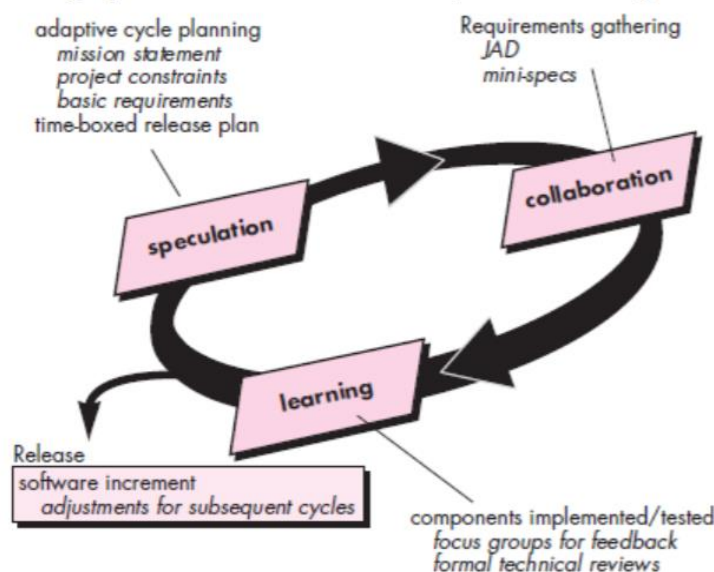 adaptive cycle planning
mission statement
project constraints
basic requirements
time-boxed release plan
Requirements gathering
JAD
mini-specs
speculation
collaboration
learning
Release
software increment
adjustments for subsequent cycles
components implemented/tested
focus groups for feedback
formal technical reviews